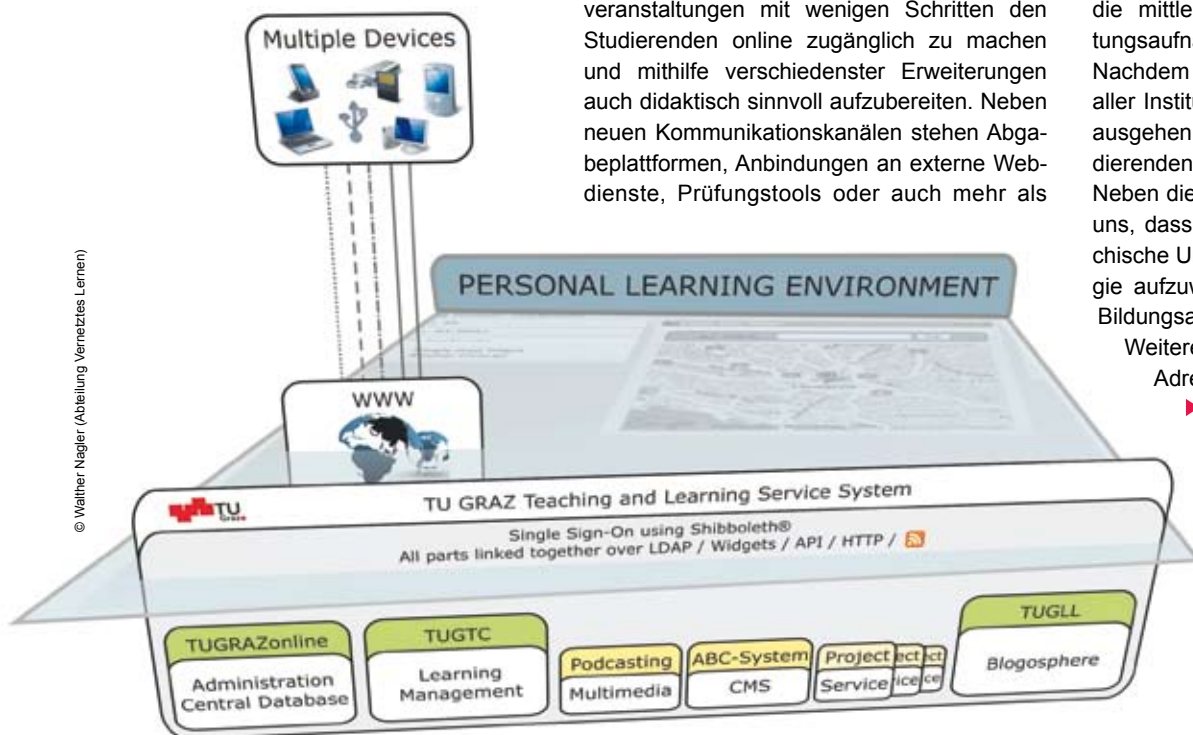 veranstaltungen mit wenigen Schritten den
Studierenden online zugänglich zu machen
und mithilfe verschiedenster Erweiterungen
auch didaktisch sinnvoll aufzubereiten. Neben
neuen Kommunikationskanälen stehen Abga-
beplattformen, Anbindungen an externe Web-
dienste, Prüfungstools oder auch mehr als
die mittle
tungsaufna
Nachdem
aller Institu
ausgehen
dierenden
Neben die
uns, dass
chische U
gie aufzuw
Bildungsa
Weitere
Adre
Multiple Devices
© Walther Nagler (Abteilung Vernetztes Lernen)
PERSONAL LEARNING ENVIRONMENT
WWW
TU
Graz
TU GRAZ Teaching and Learning Service System
Single Sign-On using Shibboleth®
All parts linked together over LDAP / Widgets / API / HTTP /
TUGRAZonline
Administration
Central Database
TUGTC
Learning
Management
Podcasting
Multimedia
ABC-System
CMS
Project
Service
ect
ice
ct
ce
TUGLL
Blogosphere